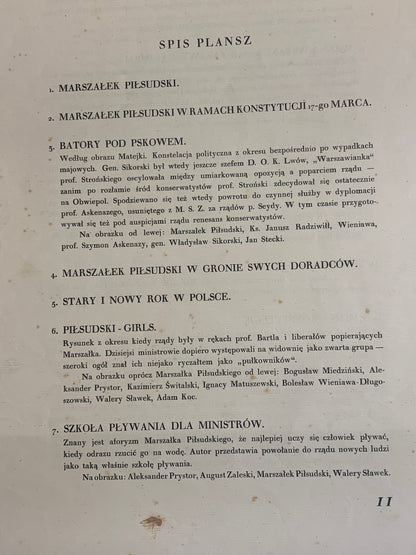 SPIS PLANSZ
1. MARSZAŁEK PIŁSUDSKI.
2. MARSZAŁEK PIŁSUDSKI W RAMACH KONSTYTUCJI 17-go MARCA.
3. BATORY POD PSKOWEM.
Według obrazu Matejki. Konstelacja polityczna z okresu bezpośrednio po wypadkach
majowych. Gen. Sikorski był wtedy jeszcze szefem D. O. K. Lwów, „Warszawianka”
prof. Strońskiego oscylowała między umiarkowaną opozycją a poparciem rządu —
zanim po rozłamie śród konserwatystów prof. Stroński zdecydował się ostatecznie
na Obwiepol. Spodziewano się też wtedy powrotu do czynnej służby w dyplomacji
prof. Askenazego, usuniętego z M. S. Z. za rządów p. Seydy. W tym czasie przygoto-
wywał się też pod auspicjami rządu renesans konserwatystów.
Na obrazu od lewej: Marszałek Piłsudski, Ks. Janusz Radziwiłł, Wieniawa,
prof. Szymon Askenazy, gen. Władysław Sikorski, Jan Stecki.
4. MARSZAŁEK PIŁSUDSKI W GRONIE SWYCH DORADCÓW.
5. STARY I NOWY ROK W POLSCE.
6. PIŁSUDSKI - GIRLS.
Rysunek z okresu kiedy rządy były w rękach prof. Bartla i liberałów popierających
Marszałka. Dzisiejsi ministrowie dopiero występowali na widownię jako zwarta grupa —
szeroki ogół znał ich niejako ryczałtem jako „pułkowników”.
Na obrazku oprócz Marszałka Piłsudskiego od lewej: Bogusław Miedziński, Ale-
ksander Prystor, Kazimierz Świtalski, Ignacy Matuszewski, Bolesław Wieniawa-Długo-
szowski, Walery Sławek, Adam Koc.
7. SZKOŁA PŁYWANIA DLA MINISTRÓW.
Znany jest aforyzm Marszałka Piłsudskiego, że najlepiej uczy się człowiek pływać,
kiedy odrazu rzucić go na wodę. Autor przedstawia powołanie do rządu nowych ludzi
jako taką właśnie szkołę pływania.
Na obrazku: Aleksander Prystor, August Zaleski, Marszałek Piłsudski, Walery Sławek.
II